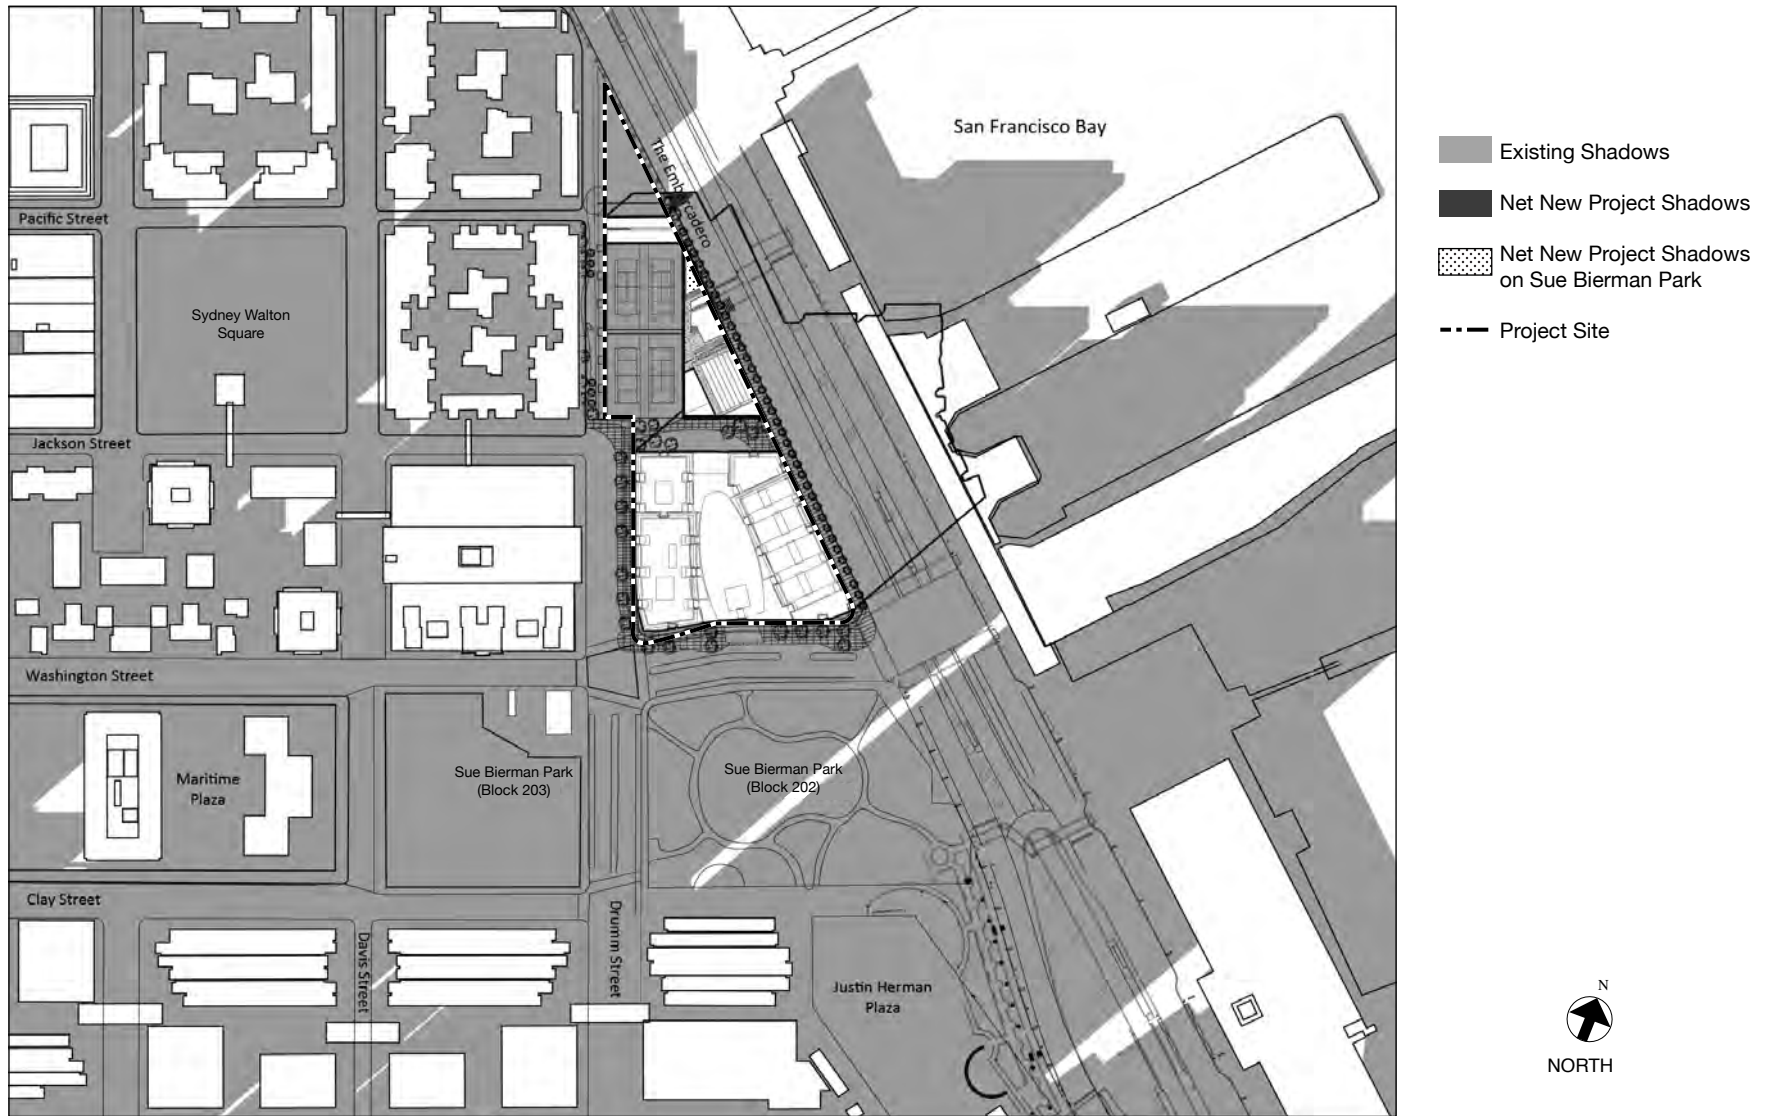 San Francisco Bay
The Embarcadero
Pacific Street
Sydney Walton
Square
Jackson Street
Washington Street
Maritime
Plaza
Sue Bierman Park
(Block 203)
Sue Bierman Park
(Block 202)
Clay Street
Davis Street
Drumm Street
Justin Herman
Plaza
Existing Shadows
Net New Project Shadows
Net New Project Shadows
on Sue Bierman Park
Project Site
N
NORTH